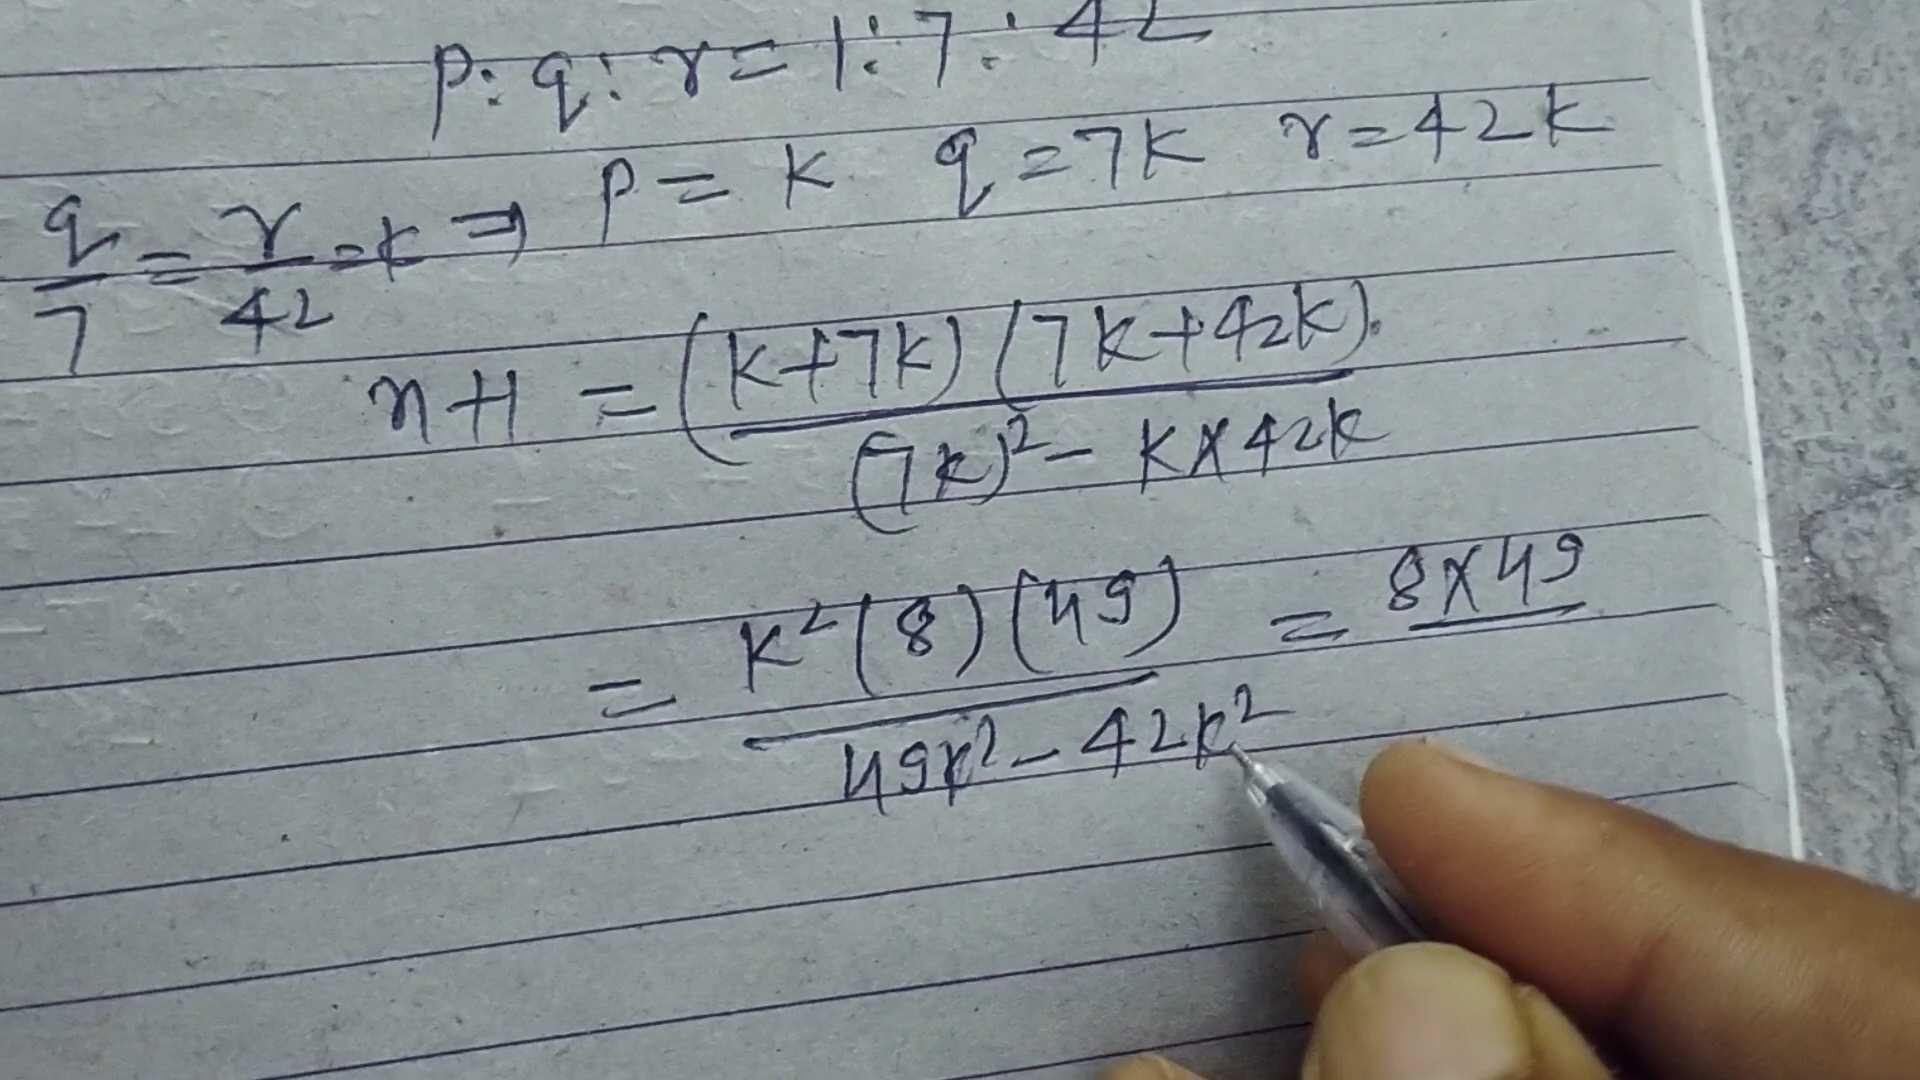 p : q : r = 1 : 7 : 42
q/7 = r/42 = k ⇒ p = k q = 7k r = 42k
n+1 = (k+7k)(7k+42k) / (7k)² - k×42k
= k²(8)(49) / 49k² - 42k² = 8×49